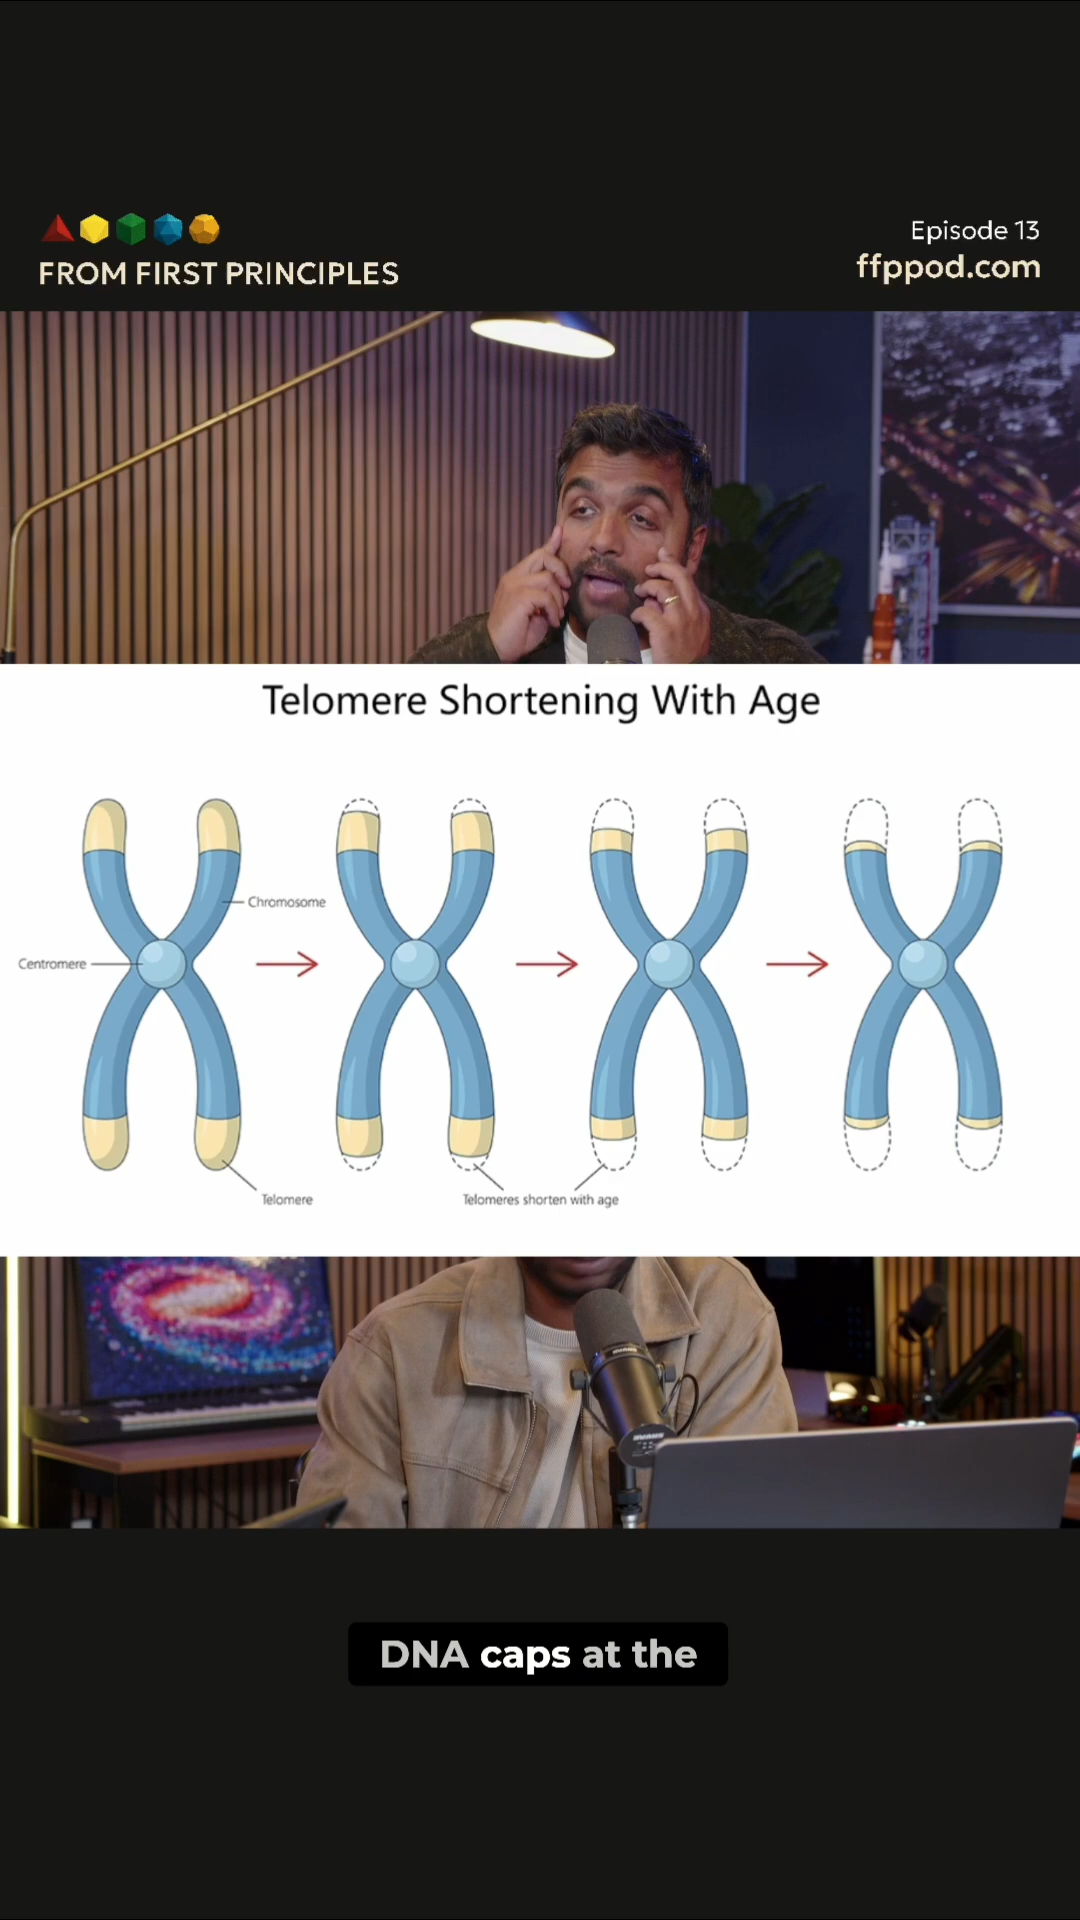 Episode 13
FROM FIRST PRINCIPLES
ffppod.com
Telomere Shortening With Age
Chromosome
Centromere
Telomere
Telomeres shorten with age
DNA caps at the